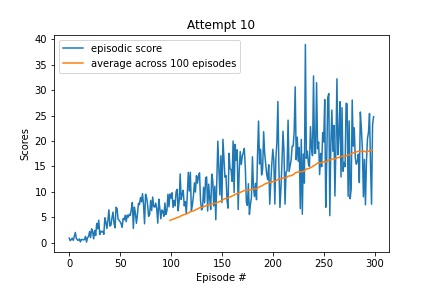 Attempt 10
episodic score
average across 100 episodes
Scores
40
35
30
25
20
15
10
5
0
0 50 100 150 200 250 300
Episode #